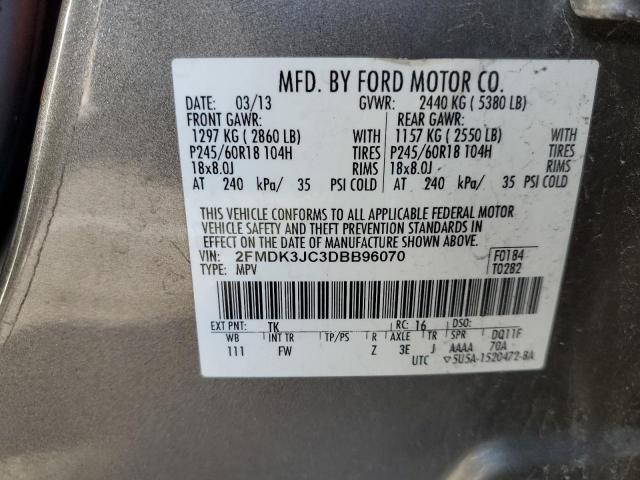 MFD. BY FORD MOTOR CO.
DATE: 03/13 GVWR: 2440 KG ( 5380 LB)
FRONT GAWR: REAR GAWR:
1297 KG ( 2860 LB) WITH 1157 KG ( 2550 LB) WITH
P245/60R18 104H TIRES P245/60R18 104H TIRES
18x8.0J RIMS 18x8.0J RIMS
AT 240 kPa/ 35 PSI COLD AT 240 kPa/ 35 PSI COLD
THIS VEHICLE CONFORMS TO ALL APPLICABLE FEDERAL MOTOR
VEHICLE SAFETY AND THEFT PREVENTION STANDARDS IN
EFFECT ON THE DATE OF MANUFACTURE SHOWN ABOVE.
VIN: 2FMDK3JC3DBB96070 F0184
TYPE: MPV T0282
EXT PNT: TK RC: 16 DSO:
WB INT TR TP/PS R AXLE TR SPR DQ11F
111 FW Z 3E J AAAA 70A
UTC ▽5U5A-1520472-BA